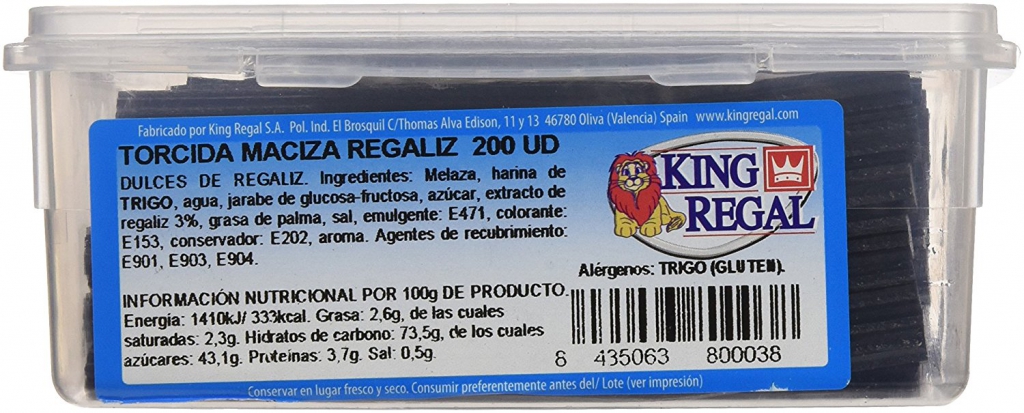 Fabricado por King Regal S.A. Pol. Ind. El Brosquil C/Thomas Alva Edison, 11 y 13 46780 Oliva (Valencia) Spain www.kingregal.com
TORCIDA MACIZA REGALIZ 200 UD
DULCES DE REGALIZ. Ingredientes: Melaza, harina de
TRIGO, agua, jarabe de glucosa-fructosa, azúcar, extracto de
regaliz 3%, grasa de palma, sal, emulgente: E471, colorante:
E153, conservador: E202, aroma. Agentes de recubrimiento:
E901, E903, E904.
KING
REGAL
Alérgenos: TRIGO (GLUTEN).
INFORMACIÓN NUTRICIONAL POR 100g DE PRODUCTO.
Energía: 1410kJ/ 333kcal. Grasa: 2,6g, de las cuales
saturadas: 2,3g. Hidratos de carbono: 73,5g, de los cuales
azúcares: 43,1g. Proteínas: 3,7g. Sal: 0,5g.
8 435063 800038
Conservar en lugar fresco y seco. Consumir preferentemente antes del/ Lote (ver impresión)